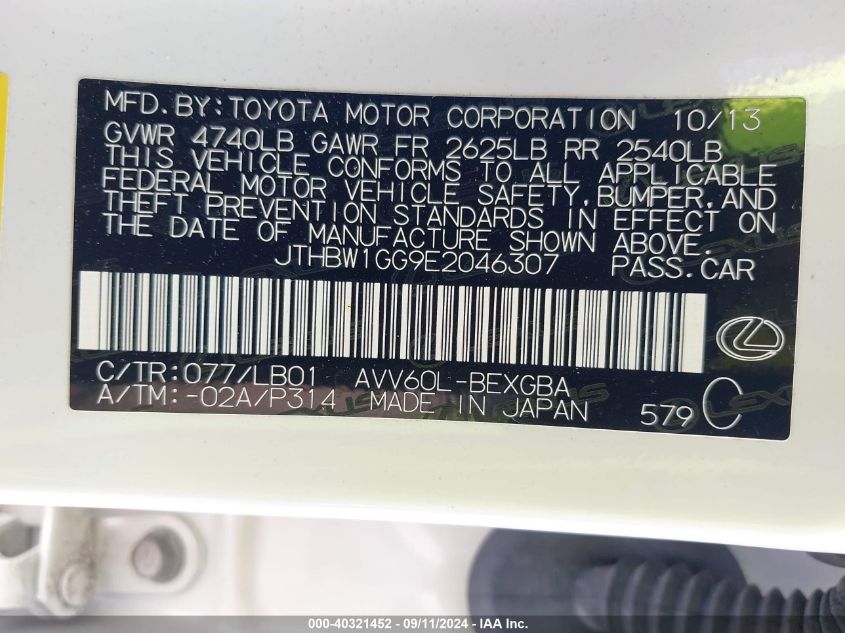 MFD.BY:TOYOTA MOTOR CORPORATION 10/13
GVWR 4740LB GAWR FR 2625LB RR 2540LB
THIS VEHICLE CONFORMS TO ALL APPLICABLE
FEDERAL MOTOR VEHICLE SAFETY,BUMPER,AND
THEFT PREVENTION STANDARDS IN EFFECT ON
THE DATE OF MANUFACTURE SHOWN ABOVE.
JTHBW1GG9E2046307 PASS.CAR
C/TR:077/LB01 AVV60L-BEXGBA
A/TM:-02A/P314 MADE IN JAPAN 579 C
000-40321452 - 09/11/2024 - © IAA Inc.